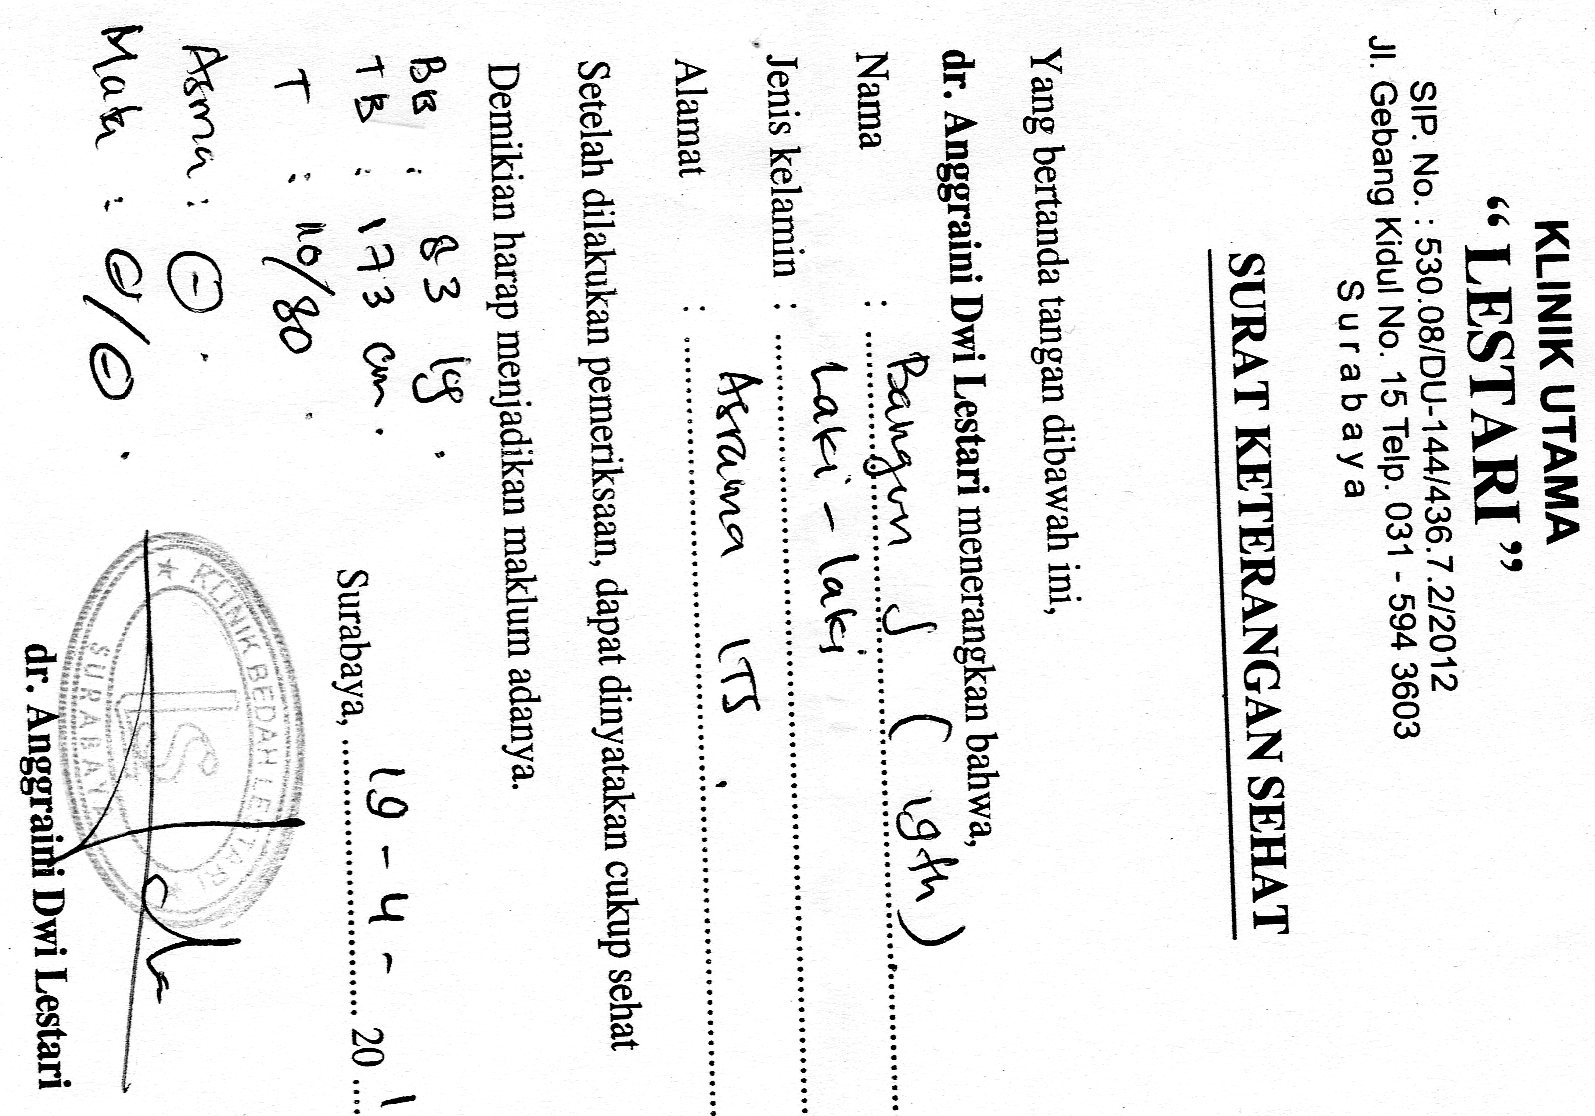 KLINIK UTAMA
“ LESTARI ”
SIP. No. : 530.08/DU-144/436.7.2/2012
Jl. Gebang Kidul No. 15 Telp. 031 - 594 3603
S u r a b a y a
SURAT KETERANGAN SEHAT
Yang bertanda tangan dibawah ini,
dr. Anggraini Dwi Lestari menerangkan bahwa,
Nama : Bangun J ( 19th )
Jenis kelamin : Laki - laki
Alamat : Asrama ITS .
Setelah dilakukan pemeriksaan, dapat dinyatakan cukup sehat
Demikian harap menjadikan maklum adanya.
BB : 83 kg .
TB : 173 cm .
T : 110/80 .
Asma : (-) .
Mata : (-)/(-) .
Surabaya, 19 - 4 - 20 1
KLINIK BEDAH LESTARI
SURABAYA
dr. Anggraini Dwi Lestari